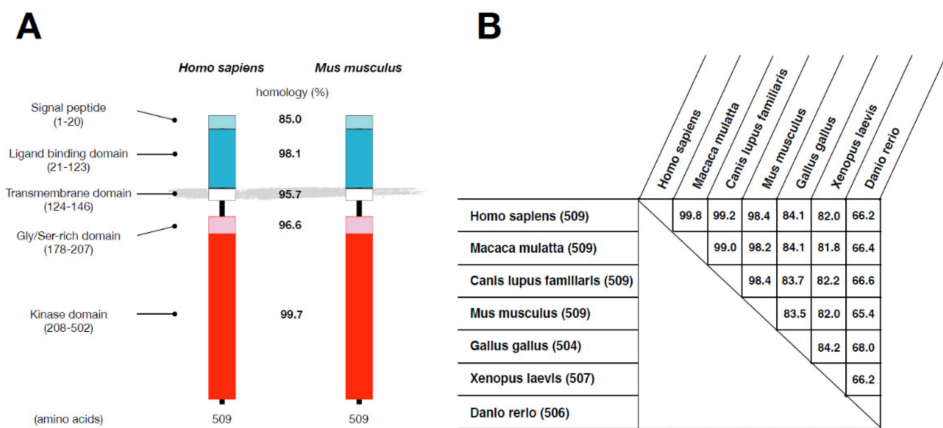 A
Homo sapiens
Mus musculus
homology (%)
Signal peptide
(1-20)
85.0
Ligand binding domain
(21-123)
98.1
Transmembrane domain
(124-146)
95.7
Gly/Ser-rich domain
(178-207)
96.6
Kinase domain
(208-502)
99.7
(amino acids) 509 509
B
Homo sapiens
Macaca mulatta
Canis lupus familiaris
Mus musculus
Gallus gallus
Xenopus laevis
Danio rerio
Homo sapiens (509) 99.8 99.2 98.4 84.1 82.0 66.2
Macaca mulatta (509) 99.0 98.2 84.1 81.8 66.4
Canis lupus familiaris (509) 98.4 83.7 82.2 66.6
Mus musculus (509) 83.5 82.0 65.4
Gallus gallus (504) 84.2 68.0
Xenopus laevis (507) 66.2
Danio rerio (506)